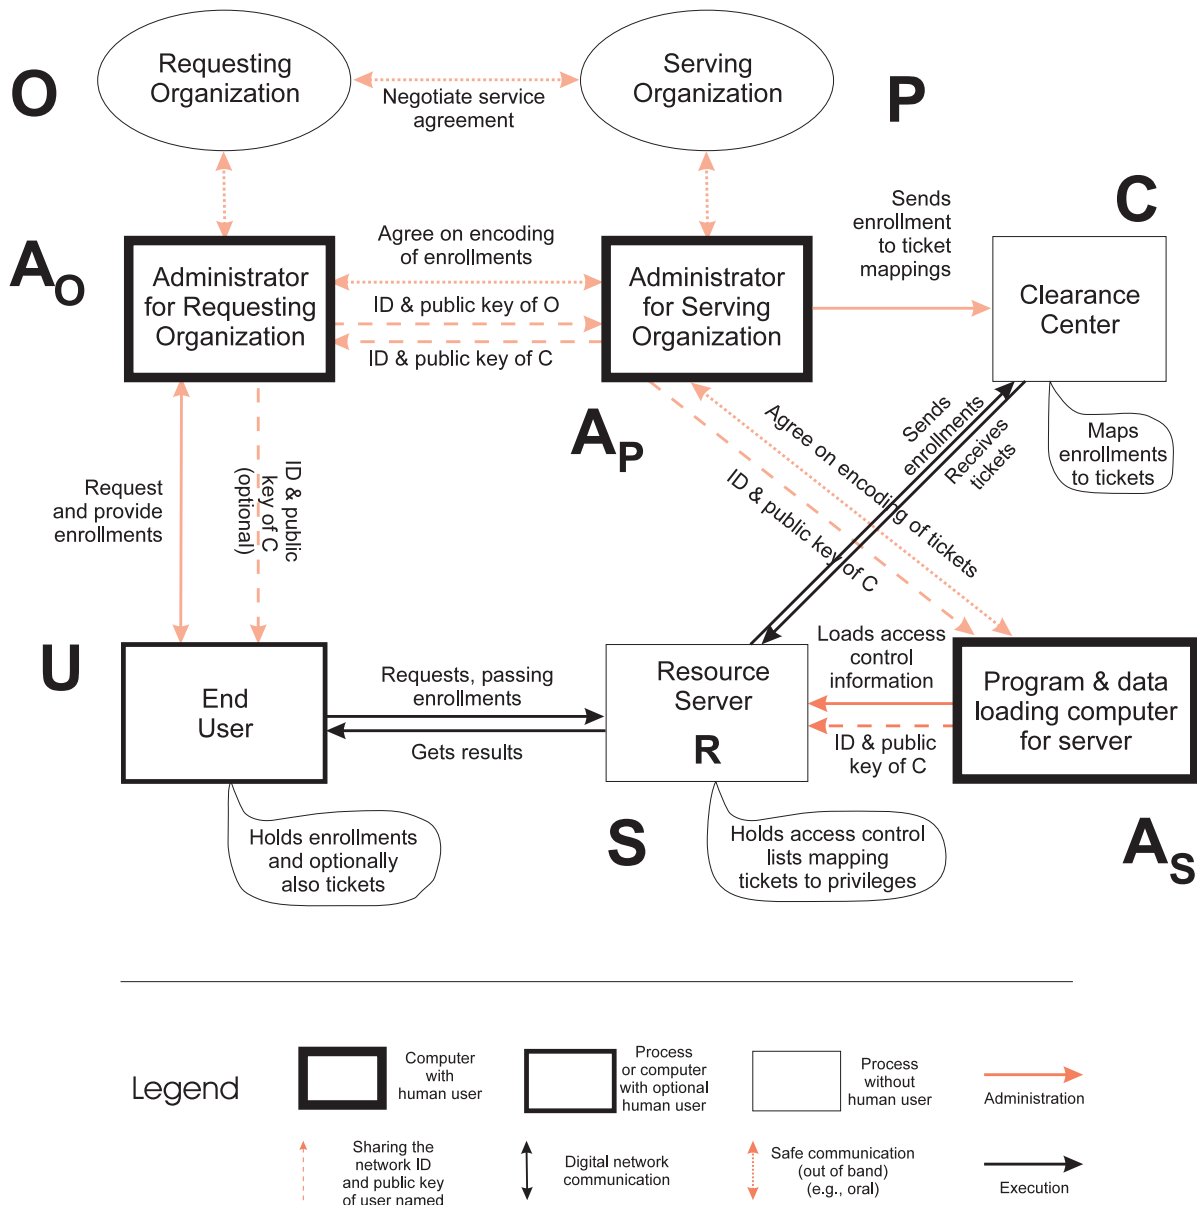 O
Requesting
Organization
Negotiate service
agreement
Serving
Organization
P
C
Sends
enrollment
to ticket
mappings
AO
Administrator
for Requesting
Organization
Agree on encoding
of enrollments
ID & public key of O
ID & public key of C
Administrator
for Serving
Organization
Clearance
Center
AP
Maps
enrollments
to tickets
Sends
enrollments
Receives
tickets
Agree on encoding of tickets
ID & public key of C
Request
and provide
enrollments
ID & public
key of C
(optional)
U
End
User
Requests, passing
enrollments
Gets results
Resource
Server
R
Loads access
control
information
ID & public
key of C
Program & data
loading computer
for server
Holds enrollments
and optionally
also tickets
S
Holds access control
lists mapping
tickets to privileges
AS
Legend
Computer
with
human user
Process
or computer
with optional
human user
Process
without
human user
Administration
Sharing the
network ID
and public key
of user named
Digital network
communication
Safe communication
(out of band)
(e.g., oral)
Execution